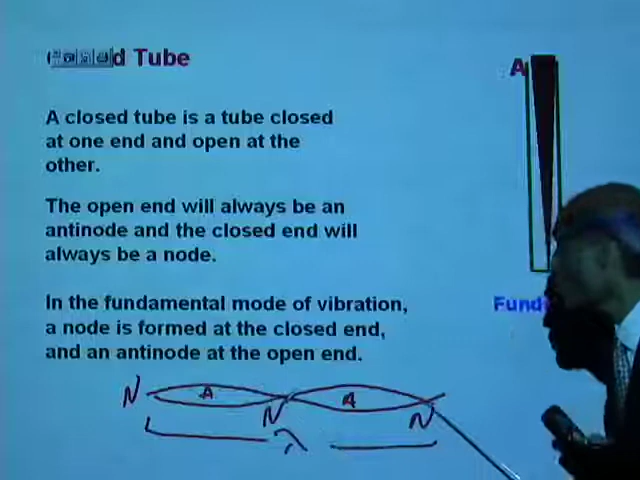 d Tube
A
A closed tube is a tube closed
at one end and open at the
other.
The open end will always be an
antinode and the closed end will
always be a node.
In the fundamental mode of vibration,
a node is formed at the closed end,
and an antinode at the open end.
Fund
N A N A N
λ